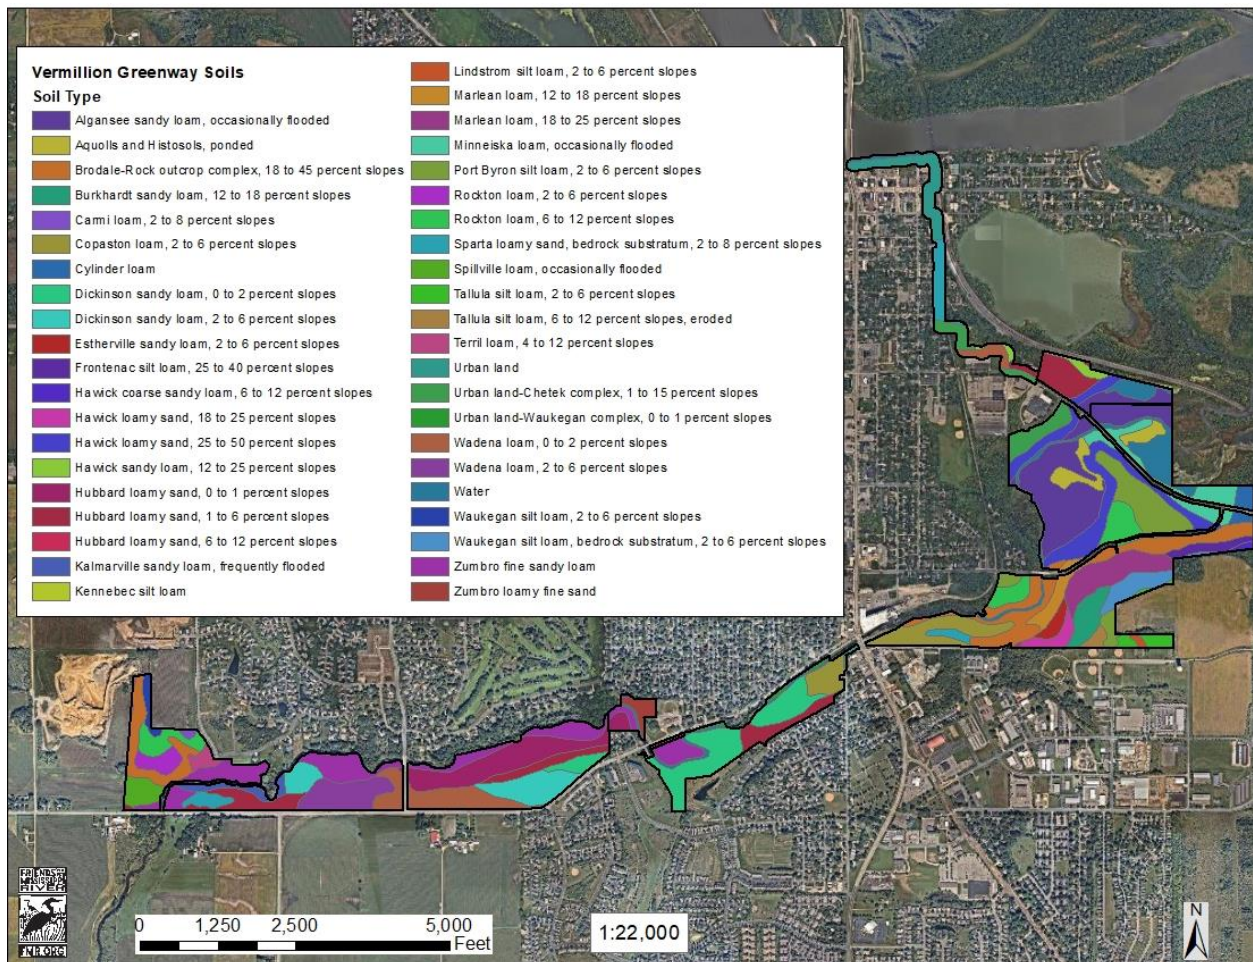 Vermillion Greenway Soils
Soil Type
Algansee sandy loam, occasionally flooded
Aquolls and Histosols, ponded
Brodale-Rock outcrop complex, 18 to 45 percent slopes
Burkhardt sandy loam, 12 to 18 percent slopes
Carmi loam, 2 to 8 percent slopes
Copaston loam, 2 to 6 percent slopes
Cylinder loam
Dickinson sandy loam, 0 to 2 percent slopes
Dickinson sandy loam, 2 to 6 percent slopes
Estherville sandy loam, 2 to 6 percent slopes
Frontenac silt loam, 25 to 40 percent slopes
Hawick coarse sandy loam, 6 to 12 percent slopes
Hawick loamy sand, 18 to 25 percent slopes
Hawick loamy sand, 25 to 50 percent slopes
Hawick sandy loam, 12 to 25 percent slopes
Hubbard loamy sand, 0 to 1 percent slopes
Hubbard loamy sand, 1 to 6 percent slopes
Hubbard loamy sand, 6 to 12 percent slopes
Kalmarville sandy loam, frequently flooded
Kennebec silt loam
Lindstrom silt loam, 2 to 6 percent slopes
Marlean loam, 12 to 18 percent slopes
Marlean loam, 18 to 25 percent slopes
Minneiska loam, occasionally flooded
Port Byron silt loam, 2 to 6 percent slopes
Rockton loam, 2 to 6 percent slopes
Rockton loam, 6 to 12 percent slopes
Sparta loamy sand, bedrock substratum, 2 to 8 percent slopes
Spillville loam, occasionally flooded
Tallula silt loam, 2 to 6 percent slopes
Tallula silt loam, 6 to 12 percent slopes, eroded
Terril loam, 4 to 12 percent slopes
Urban land
Urban land-Chetek complex, 1 to 15 percent slopes
Urban land-Waukegan complex, 0 to 1 percent slopes
Wadena loam, 0 to 2 percent slopes
Wadena loam, 2 to 6 percent slopes
Water
Waukegan silt loam, 2 to 6 percent slopes
Waukegan silt loam, bedrock substratum, 2 to 6 percent slopes
Zumbro fine sandy loam
Zumbro loamy fine sand
FMR.ORG
0 1,250 2,500 5,000
Feet
1:22,000
N